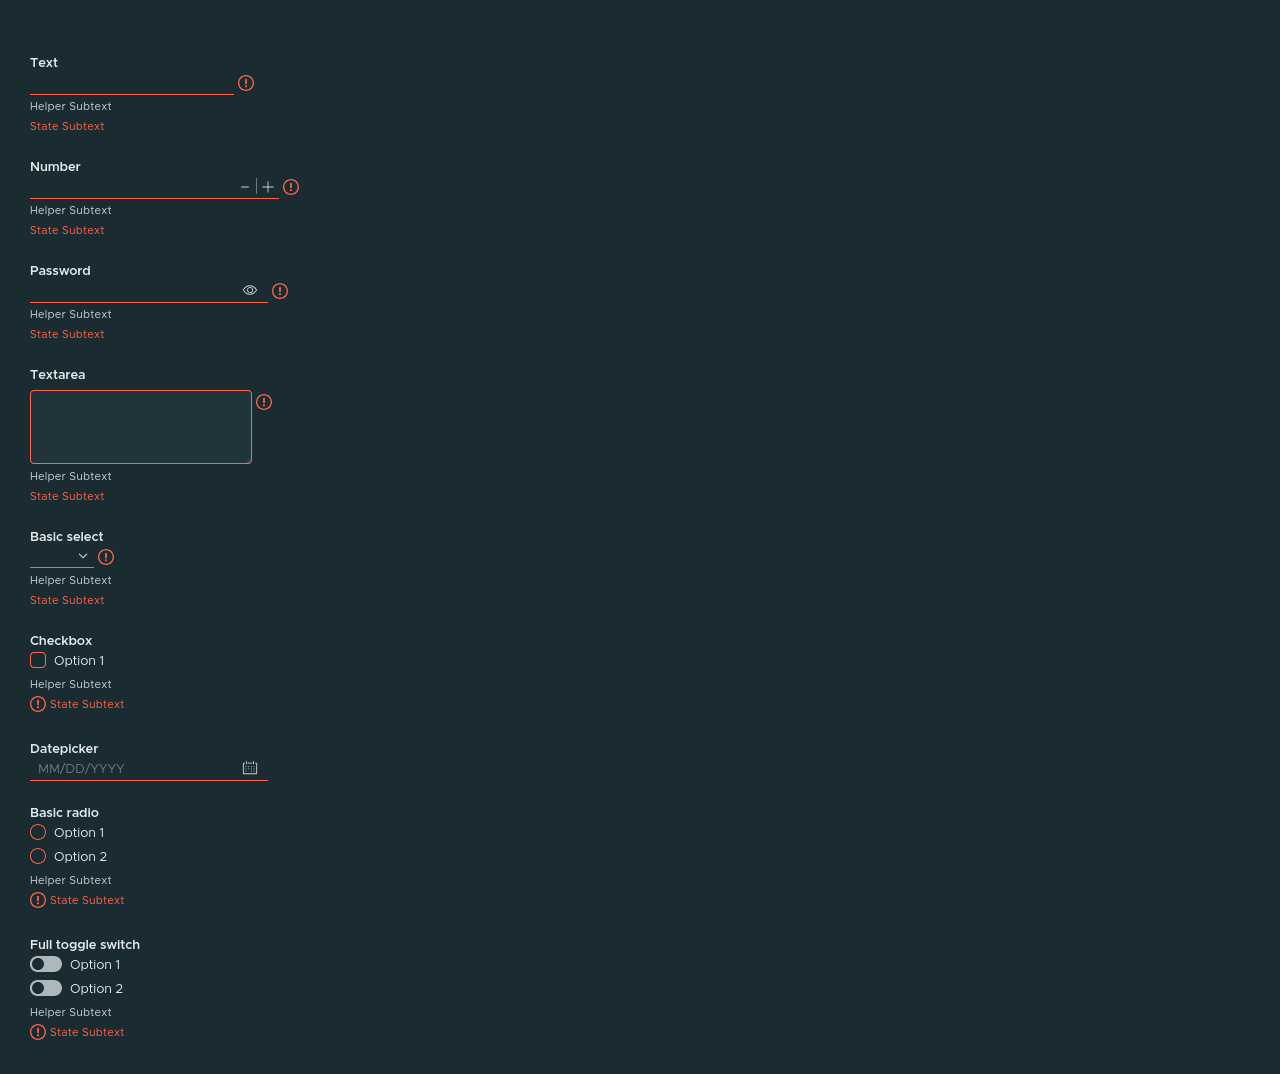 Text
Helper Subtext
State Subtext
Number
Helper Subtext
State Subtext
Password
Helper Subtext
State Subtext
Textarea
Helper Subtext
State Subtext
Basic select
Helper Subtext
State Subtext
Checkbox
Option 1
Helper Subtext
State Subtext
Datepicker
MM/DD/YYYY
Basic radio
Option 1
Option 2
Helper Subtext
State Subtext
Full toggle switch
Option 1
Option 2
Helper Subtext
State Subtext